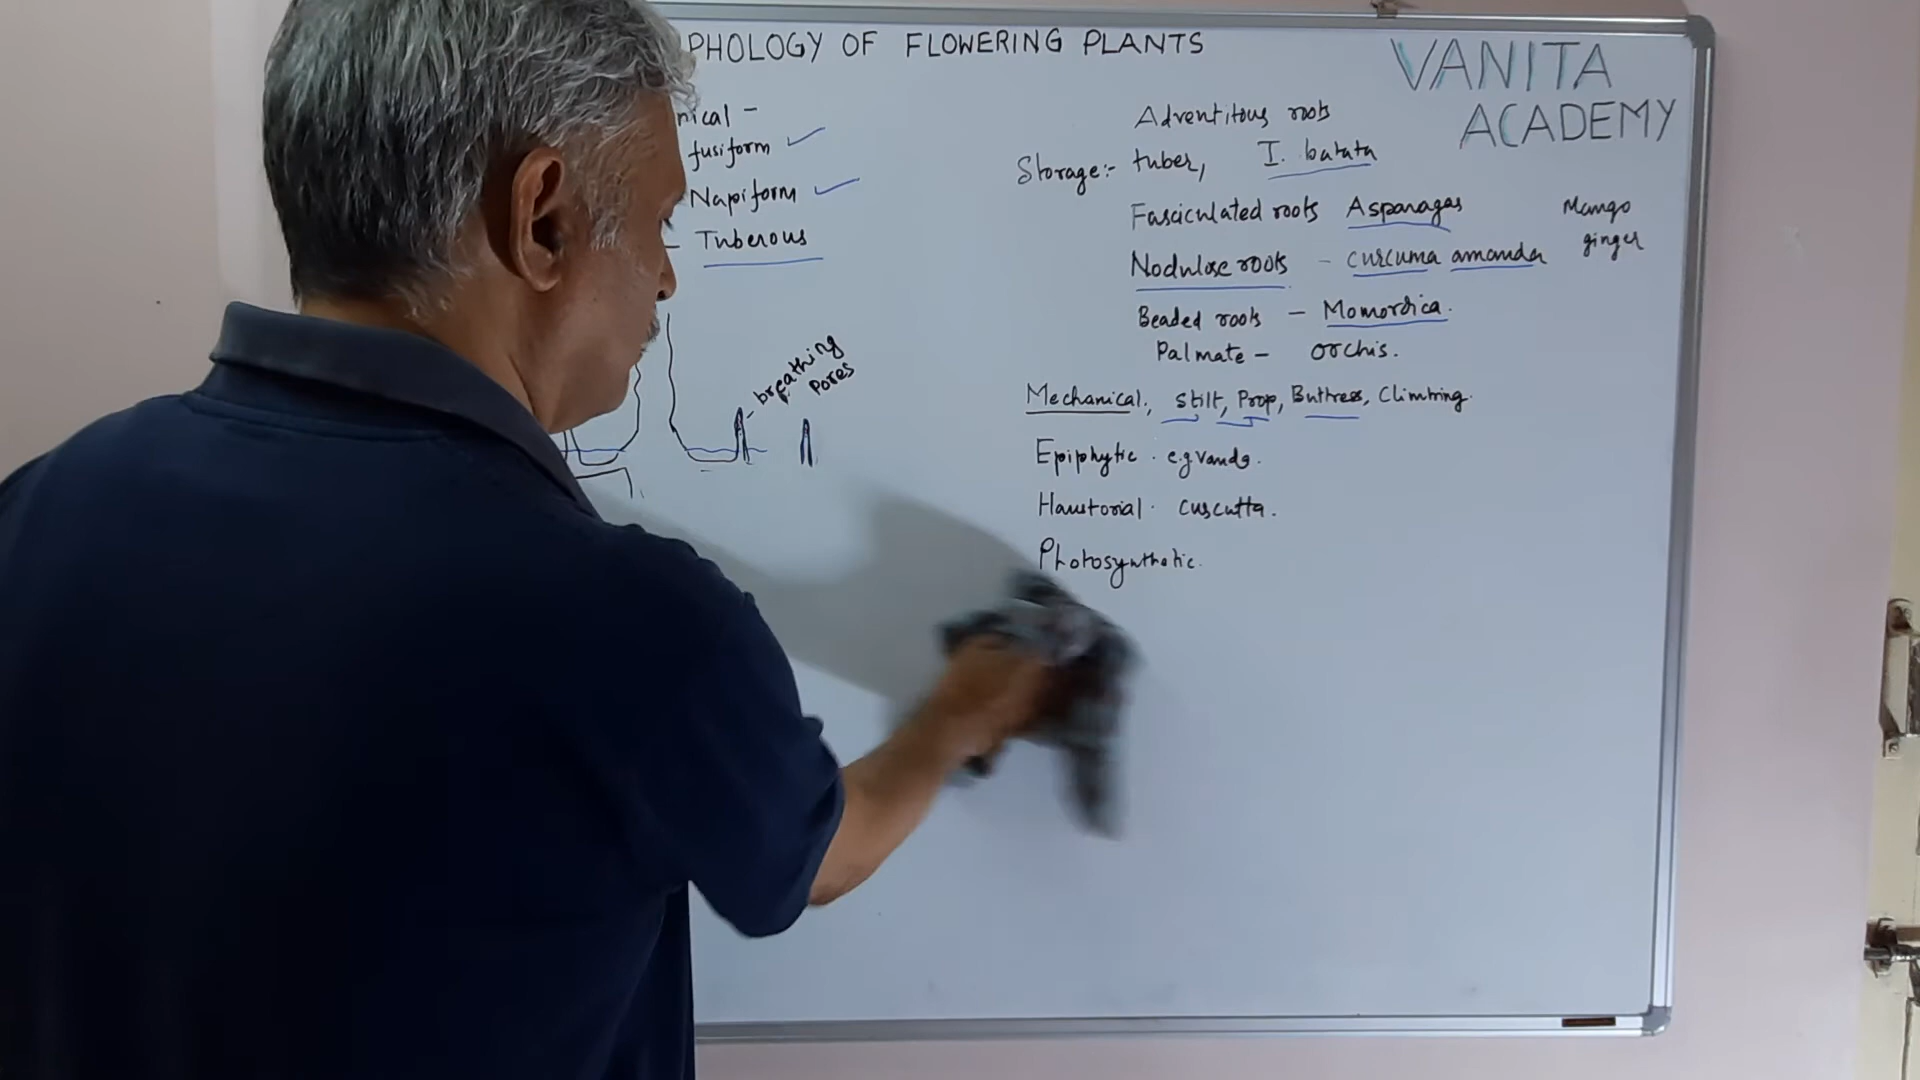 PHOLOGY OF FLOWERING PLANTS
VANITA
ACADEMY
nical -
fusiform
Napiform
- Tuberous
breathing
Pores
Adventitous roots
Storage:- tuber, I. batata
Fasciculated roots Asparagas
Mango
ginger
Nodulose roots - curcuma amanda
Beaded roots - Momordica.
Palmate - orchis.
Mechanical, stilt, Prop, Buttress, Climbing.
Epiphytic. e.g vanda.
Haustorial. cuscutta.
Photosynthetic.